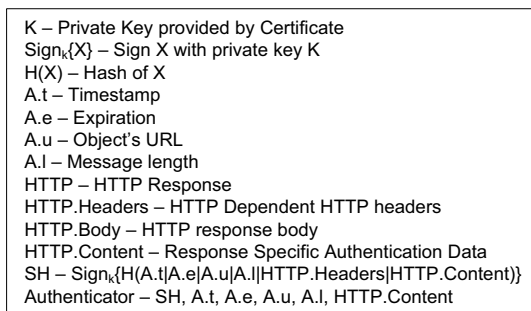 K – Private Key provided by Certificate
Signₖ{X} – Sign X with private key K
H(X) – Hash of X
A.t – Timestamp
A.e – Expiration
A.u – Object's URL
A.l – Message length
HTTP – HTTP Response
HTTP.Headers – HTTP Dependent HTTP headers
HTTP.Body – HTTP response body
HTTP.Content – Response Specific Authentication Data
SH – Signₖ{H(A.t|A.e|A.u|A.l|HTTP.Headers|HTTP.Content)}
Authenticator – SH, A.t, A.e, A.u, A.l, HTTP.Content